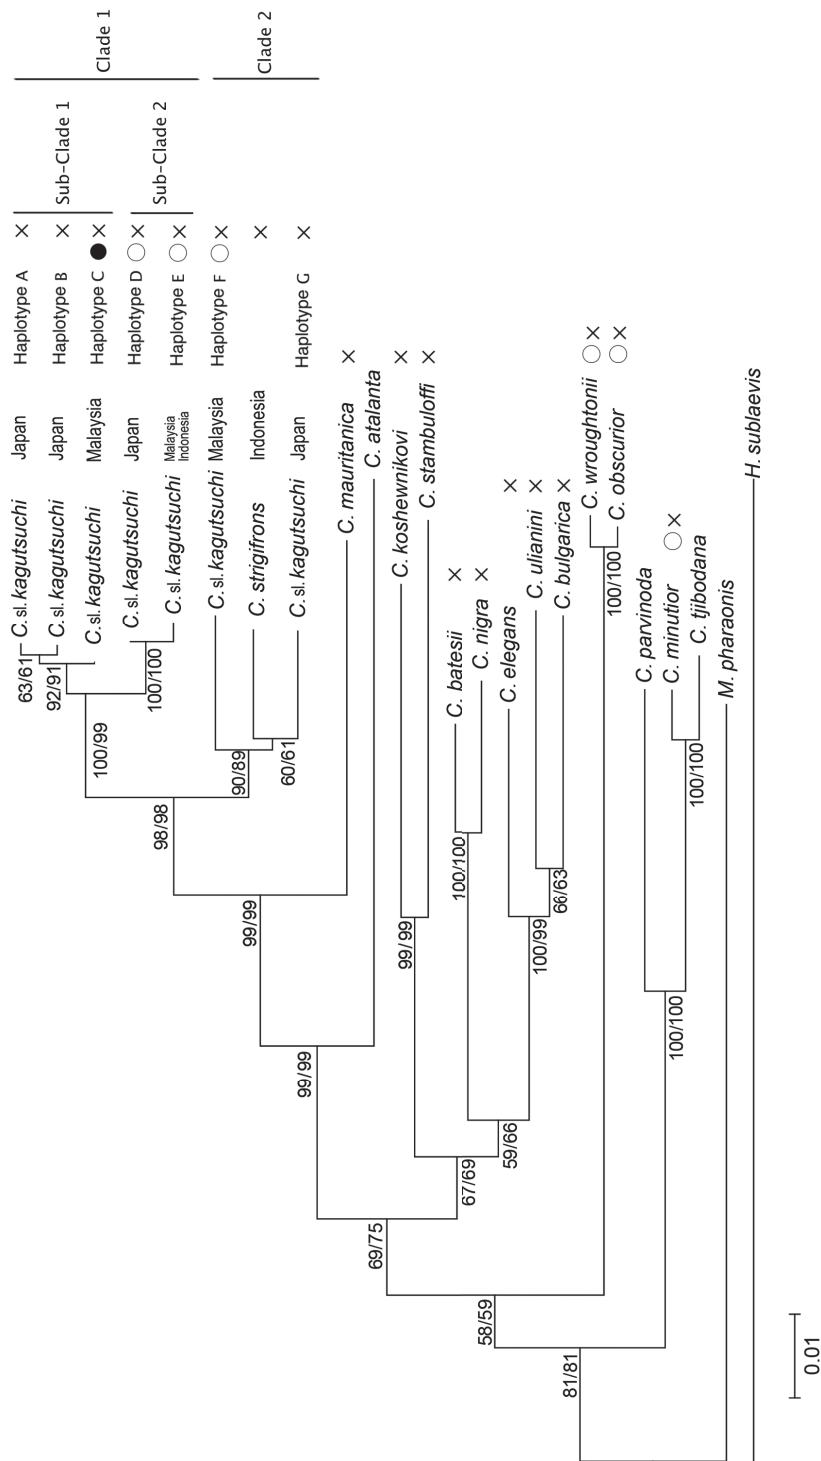 C. sl. kagutsuchi Japan Haplotype A ×
C. sl. kagutsuchi Japan Haplotype B ×
C. sl. kagutsuchi Malaysia Haplotype C ● ×
C. sl. kagutsuchi Japan Haplotype D ○ ×
C. sl. kagutsuchi Malaysia Indonesia Haplotype E ○ ×
C. sl. kagutsuchi Malaysia Haplotype F ○ ×
C. strigifrons Indonesia ×
C. sl. kagutsuchi Japan Haplotype G ×
Sub-Clade 1
Sub-Clade 2
Clade 1
Clade 2
C. mauritanica ×
C. atalanta
C. koshewnikovi ×
C. stambuloffi ×
C. batesii ×
C. nigra ×
C. elegans ×
C. ulianini ×
C. bulgarica ×
C. wroughtonii ○ ×
C. obscurior ○ ×
C. parvinoda
C. minutior ○ ×
C. tjibodana
M. pharaonis
H. sublaevis
63/61
92/91
100/99
100/100
98/98
90/89
60/61
99/99
99/99
99/99
100/100
100/99
66/63
59/66
67/69
69/75
100/100
58/59
100/100
100/100
81/81
0.01